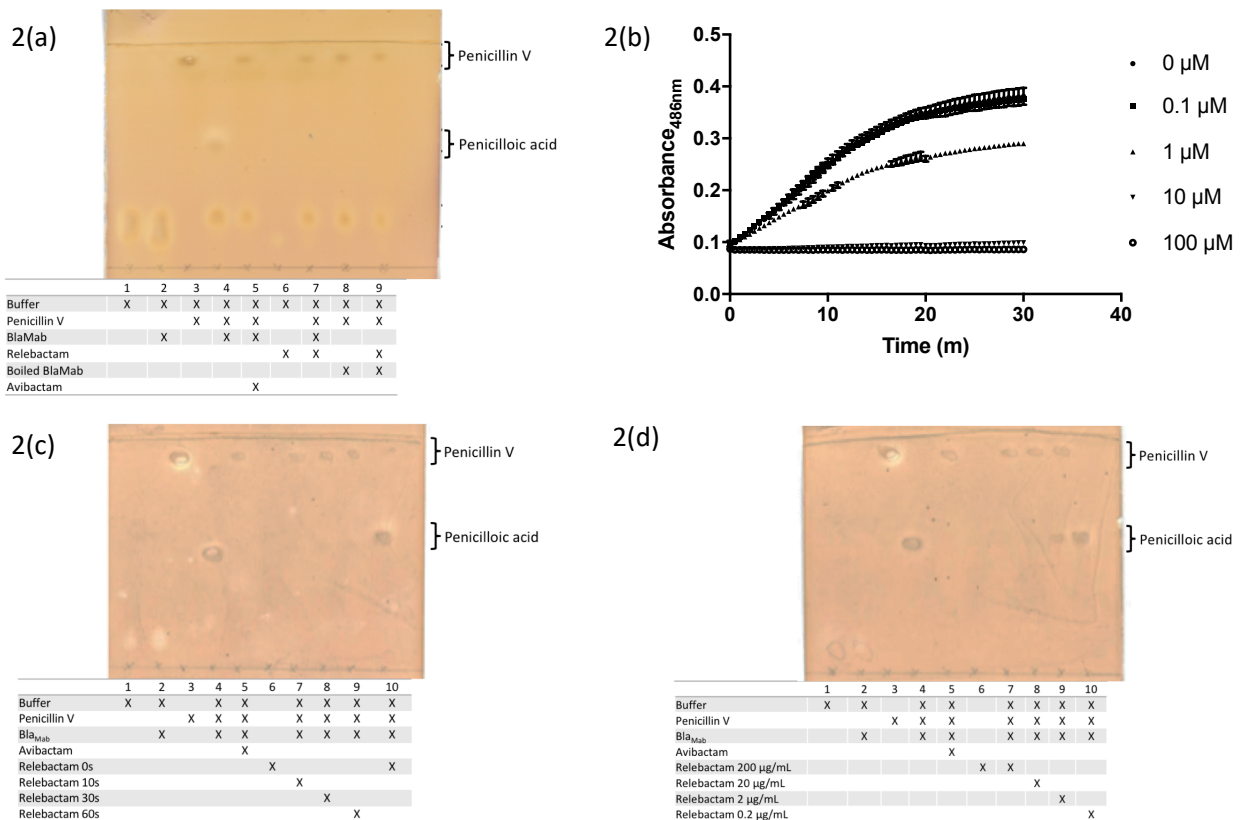 2(a)
Penicillin V
Penicilloic acid
1 2 3 4 5 6 7 8 9
Buffer X X X X X X X X X
Penicillin V X X X X X X
BlaMab X X X X
Relebactam X X X
Boiled BlaMab X X
Avibactam X
2(b)
0.5
0.4
0.3
0.2
0.1
0.0
Absorbance486nm
0 10 20 30 40
Time (m)
0 µM
0.1 µM
1 µM
10 µM
100 µM
2(c)
Penicillin V
Penicilloic acid
1 2 3 4 5 6 7 8 9 10
Buffer X X X X X X X X
Penicillin V X X X X X X X
BlaMab X X X X X X X
Avibactam X
Relebactam 0s X X
Relebactam 10s X
Relebactam 30s X
Relebactam 60s X
2(d)
Penicillin V
Penicilloic acid
1 2 3 4 5 6 7 8 9 10
Buffer X X X X X X X X
Penicillin V X X X X X X X
BlaMab X X X X X X X
Avibactam X
Relebactam 200 µg/mL X X
Relebactam 20 µg/mL X
Relebactam 2 µg/mL X
Relebactam 0.2 µg/mL X